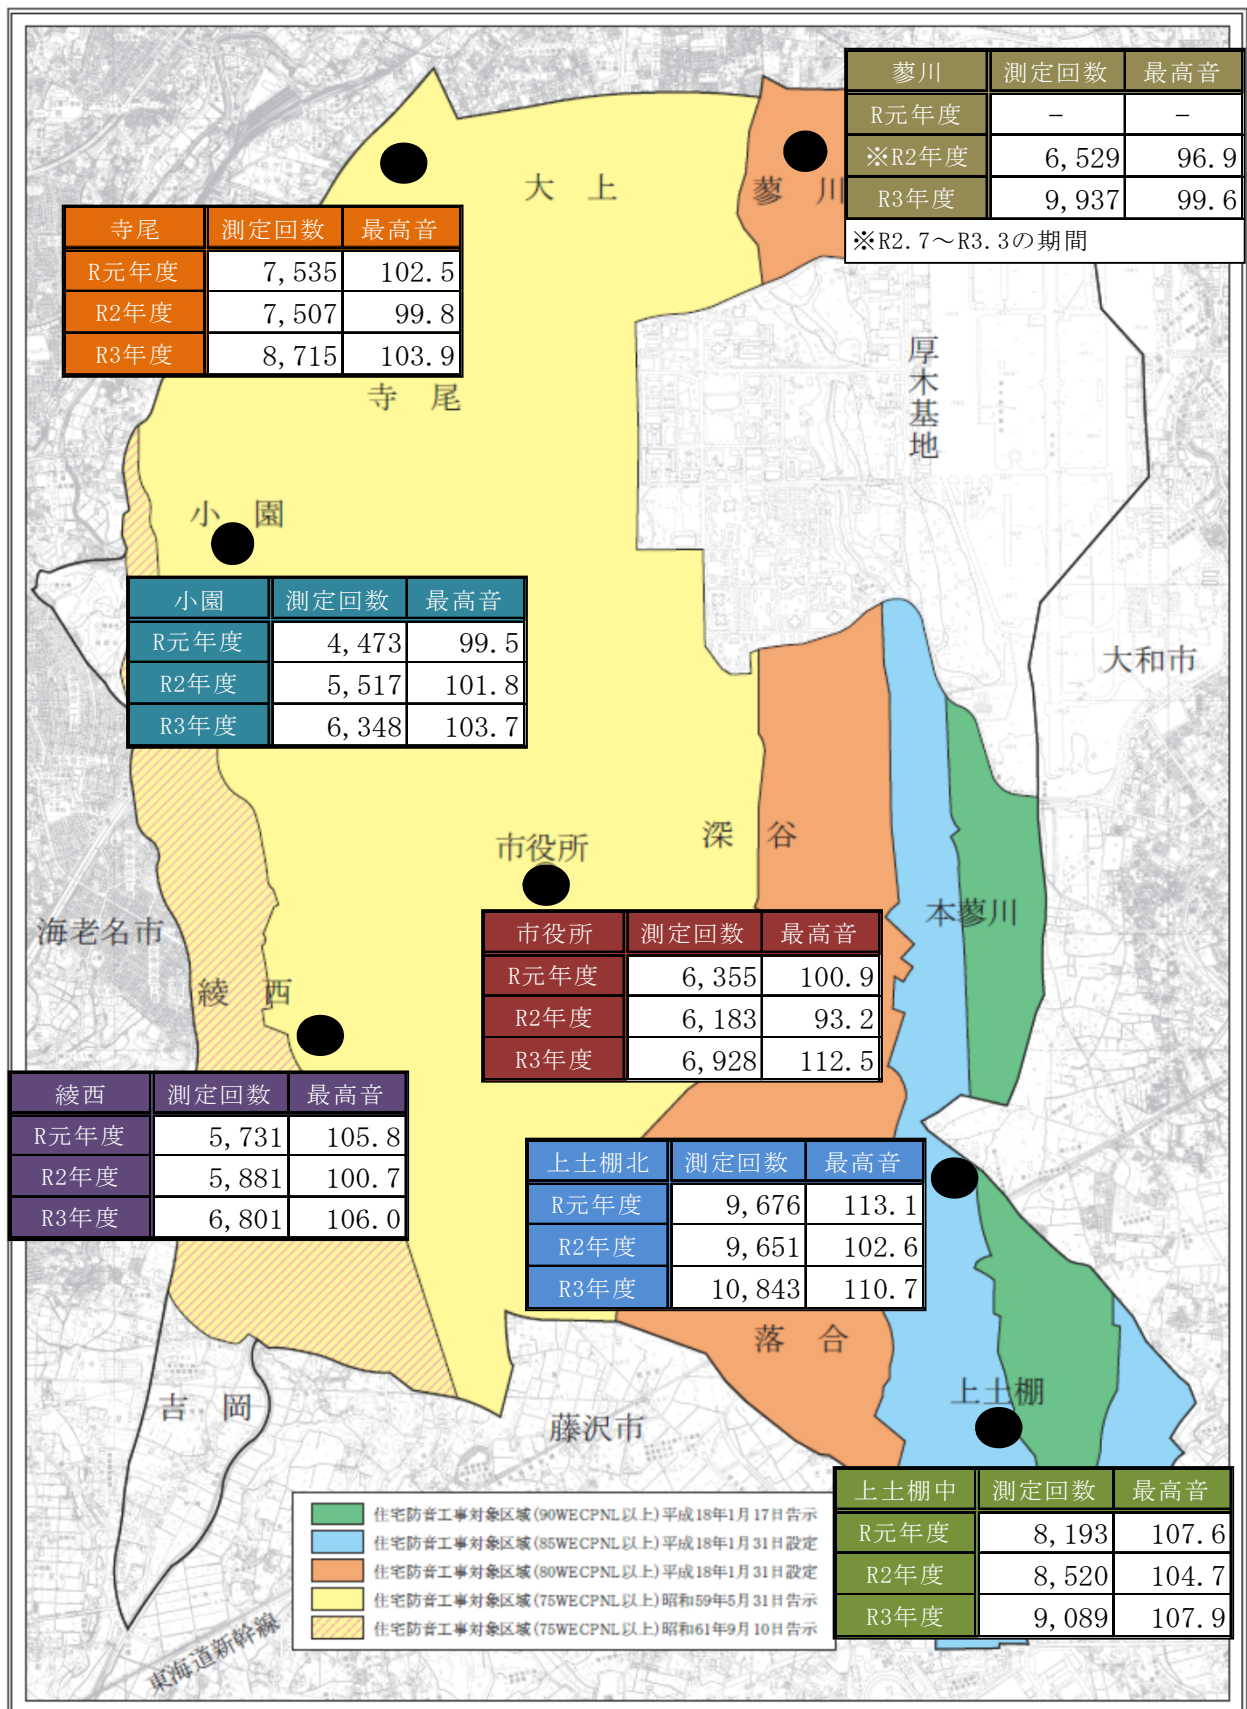 蓼川 測定回数 最高音
R元年度 － －
※R2年度 6,529 96.9
R3年度 9,937 99.6
※R2.7～R3.3の期間
大上
蓼川
寺尾 測定回数 最高音
R元年度 7,535 102.5
R2年度 7,507 99.8
R3年度 8,715 103.9
寺尾
厚木基地
小園
小園 測定回数 最高音
R元年度 4,473 99.5
R2年度 5,517 101.8
R3年度 6,348 103.7
大和市
深谷
市役所
本蓼川
海老名市
市役所 測定回数 最高音
R元年度 6,355 100.9
R2年度 6,183 93.2
R3年度 6,928 112.5
綾西
綾西 測定回数 最高音
R元年度 5,731 105.8
R2年度 5,881 100.7
R3年度 6,801 106.0
上土棚北 測定回数 最高音
R元年度 9,676 113.1
R2年度 9,651 102.6
R3年度 10,843 110.7
落合
上土棚
吉岡
藤沢市
上土棚中 測定回数 最高音
R元年度 8,193 107.6
R2年度 8,520 104.7
R3年度 9,089 107.9
住宅防音工事対象区域(90WECPNL以上)平成18年1月17日告示
住宅防音工事対象区域(85WECPNL以上)平成18年1月31日設定
住宅防音工事対象区域(80WECPNL以上)平成18年1月31日設定
住宅防音工事対象区域(75WECPNL以上)昭和59年5月31日告示
住宅防音工事対象区域(75WECPNL以上)昭和61年9月10日告示
東海道新幹線